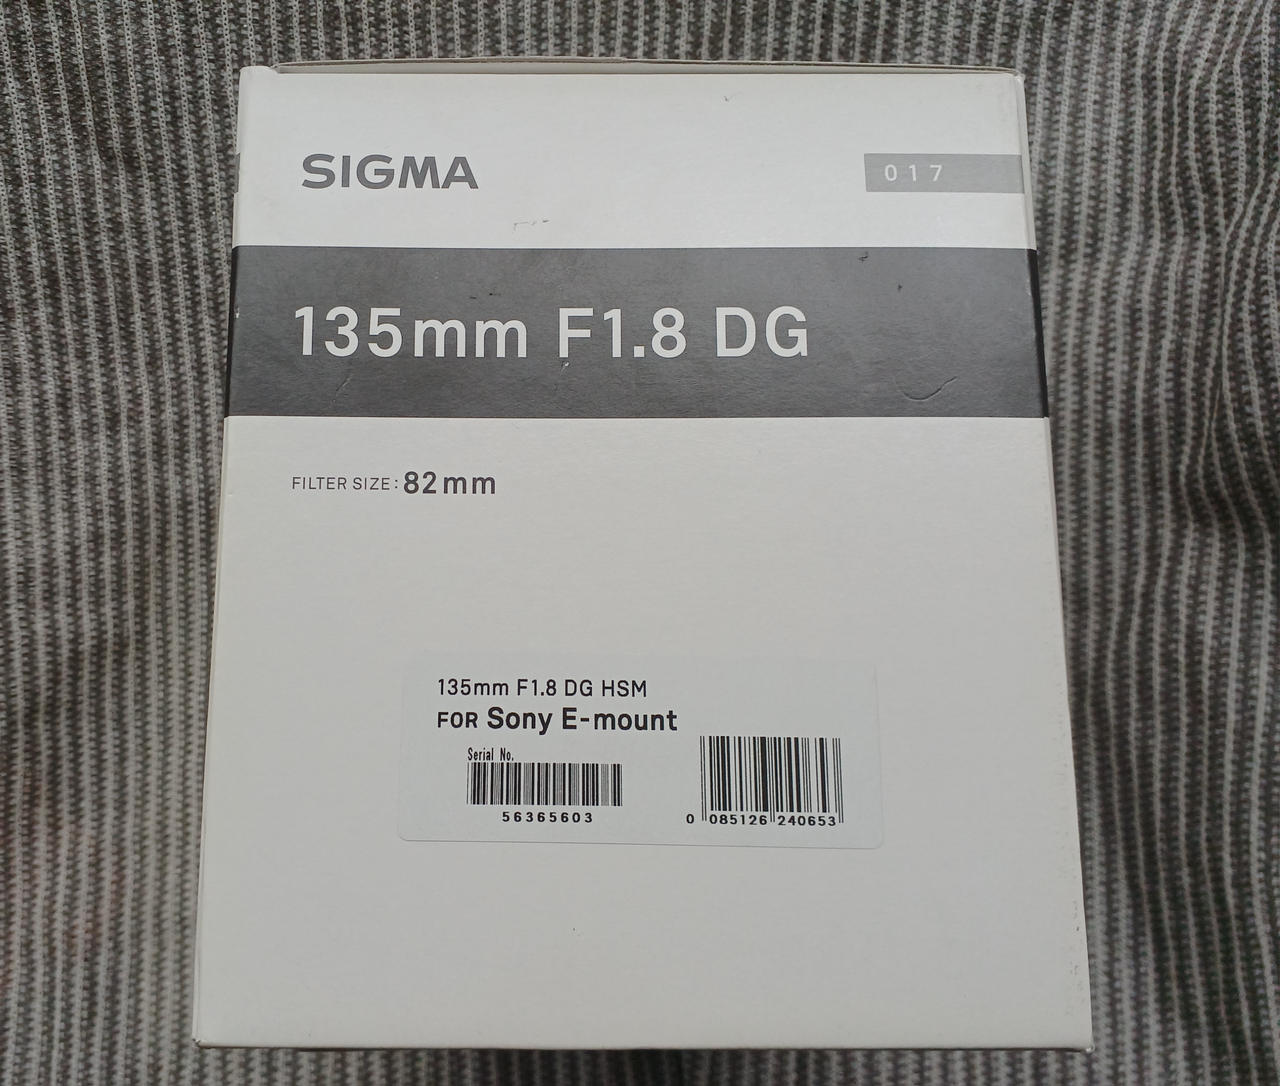 SIGMA
017
135mm F1.8 DG
FILTER SIZE: 82mm
135mm F1.8 DG HSM
FOR Sony E-mount
Serial No.
56365603
0 085126 240653